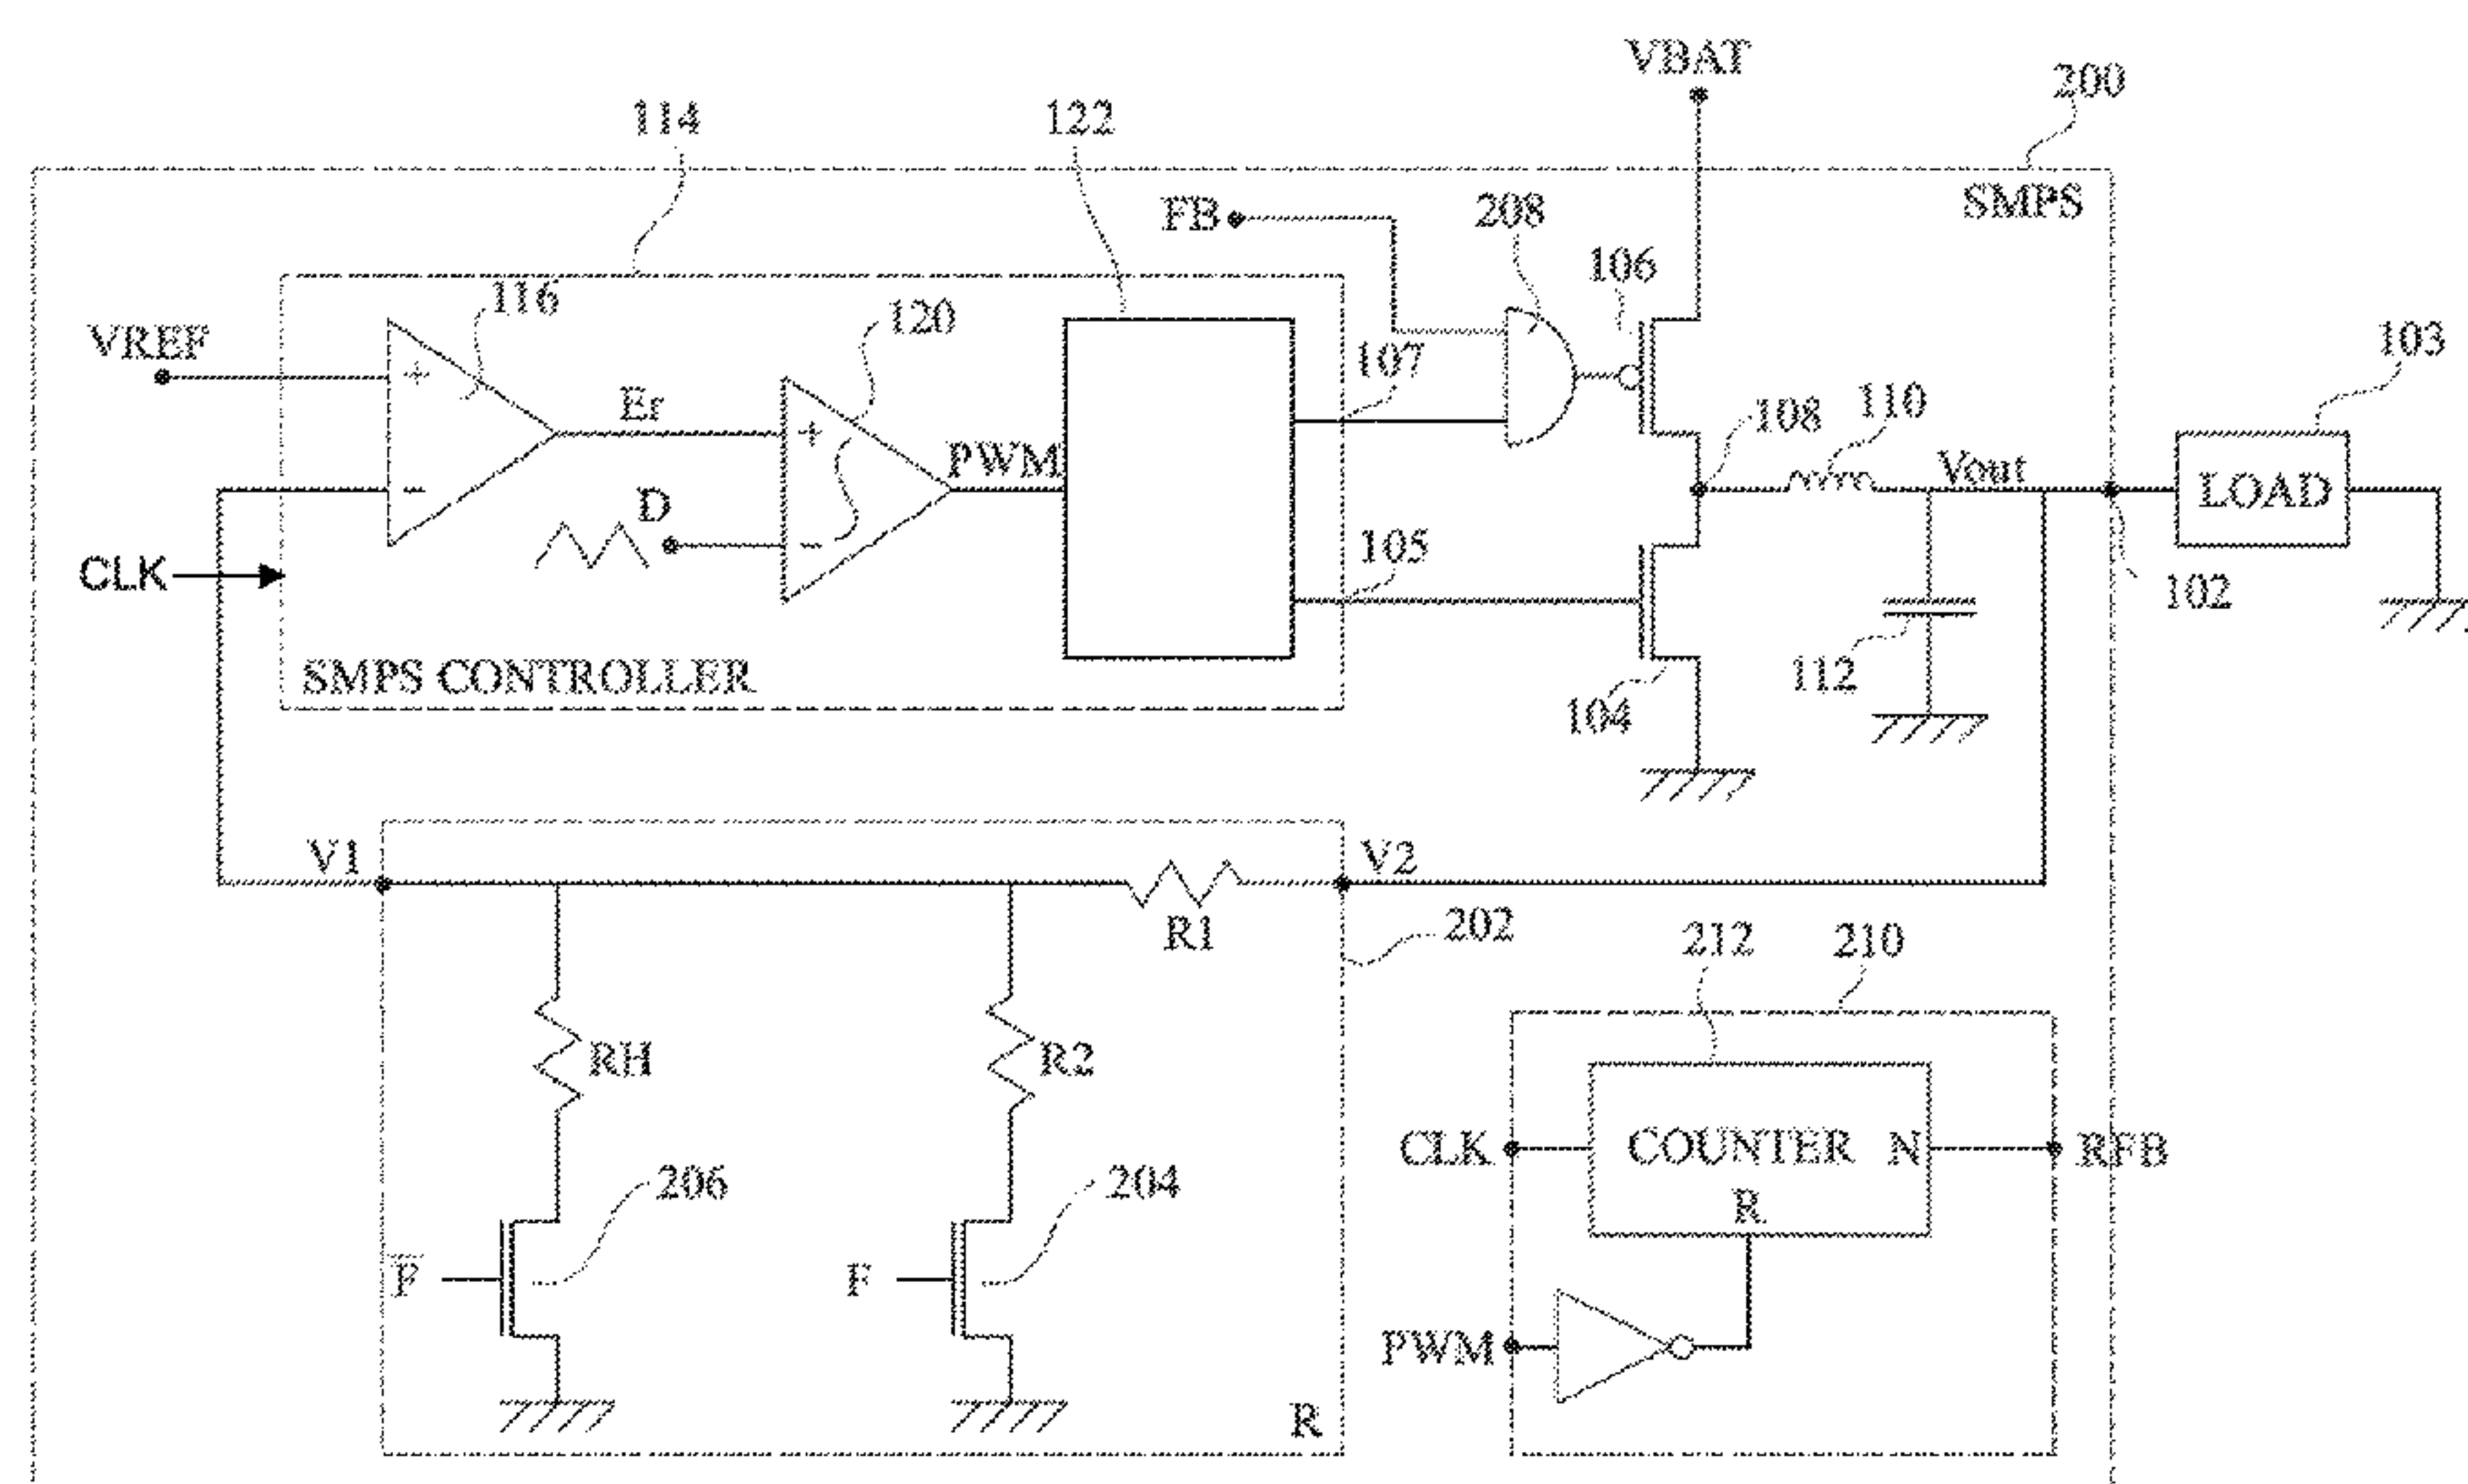 VBAT
200
114
122
SMPS
FB
208
106
116
120
VREF
107
103
Er
110
108
PWM
Vout
LOAD
D
105
CLK
102
SMPS CONTROLLER
112
104
V1
V2
R1
202
212
210
RH
R2
CLK
COUNTER N
RFB
206
204
R
F̅
F
PWM
R